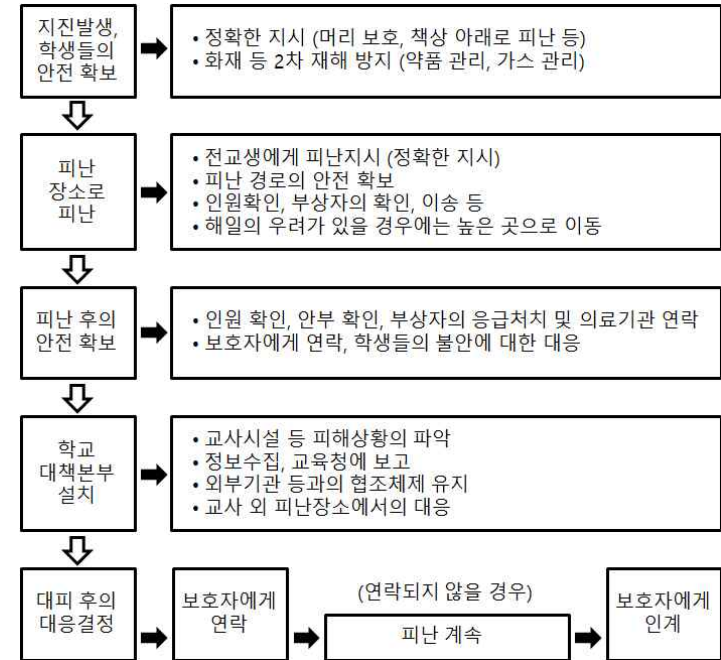 지진발생,
학생들의
안전 확보
• 정확한 지시 (머리 보호, 책상 아래로 피난 등)
• 화재 등 2차 재해 방지 (약품 관리, 가스 관리)
피난
장소로
피난
• 전교생에게 피난지시 (정확한 지시)
• 피난 경로의 안전 확보
• 인원확인, 부상자의 확인, 이송 등
• 해일의 우려가 있을 경우에는 높은 곳으로 이동
피난 후의
안전 확보
• 인원 확인, 안부 확인, 부상자의 응급처치 및 의료기관 연락
• 보호자에게 연락, 학생들의 불안에 대한 대응
학교
대책본부
설치
• 교사시설 등 피해상황의 파악
• 정보수집, 교육청에 보고
• 외부기관 등과의 협조체제 유지
• 교사 외 피난장소에서의 대응
대피 후의
대응결정
보호자에게
연락
(연락되지 않을 경우)
피난 계속
보호자에게
인계